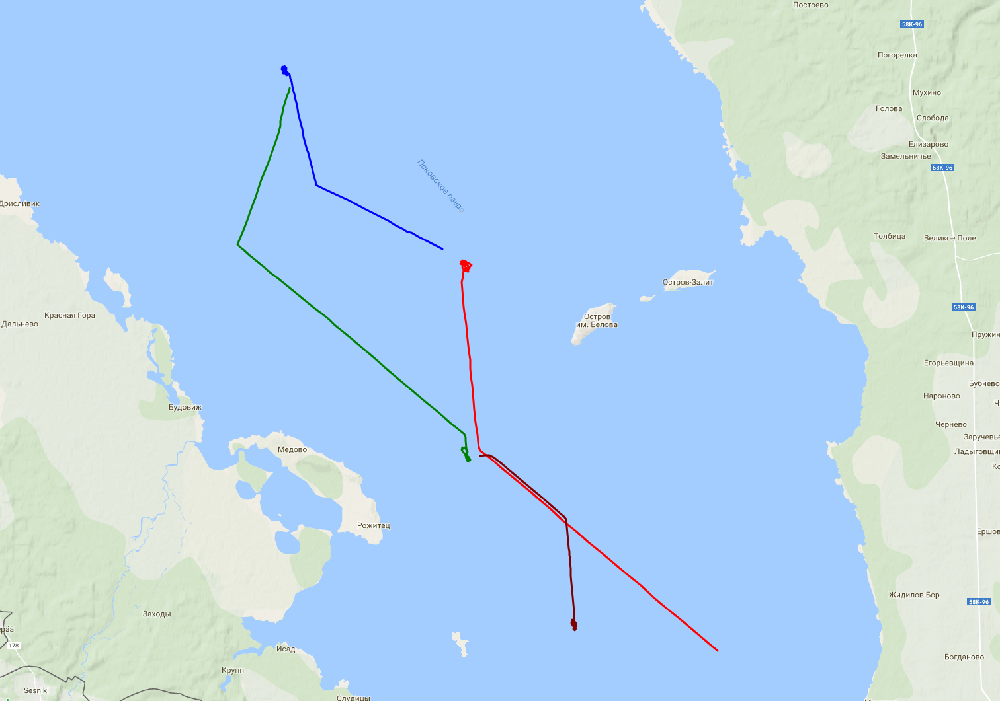 Постоево
58К-96
Погорелка
Мухино
Голова
Слобода
Елизарово
Замельничье
58К-96
Псковское озеро
Дрисливик
Толбица
Великое Поле
Остров-Залит
58К-96
Красная Гора
Остров
им. Белова
Дальнево
Пружин
Егорьевщина
Бубнево
Нароново
Будовиж
Чернёво
Заручевье
Медово
Ладыговщин
Рожитец
Ершов
Жидилов Бор
58К-96
Заходы
ерää
178
Исад
Богданово
Крупп
Sesniki
Слудицы